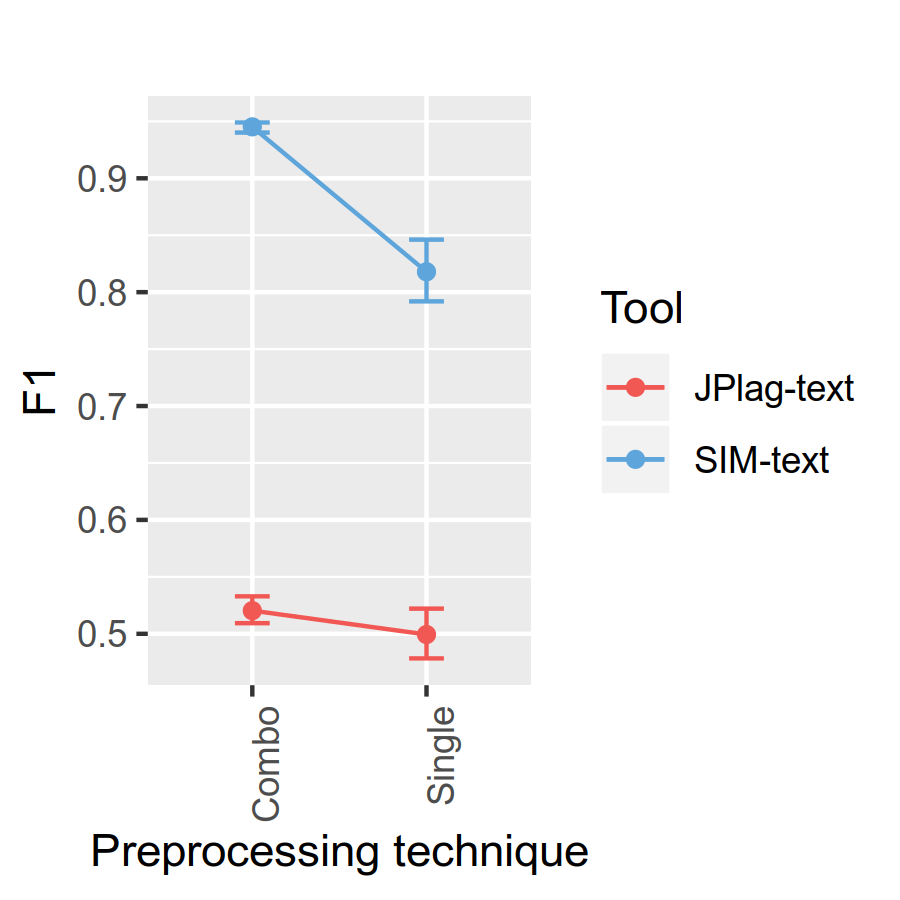 0.9
0.8
0.7
0.6
0.5
F1
Combo
Single
Preprocessing technique
Tool
JPlag-text
SIM-text